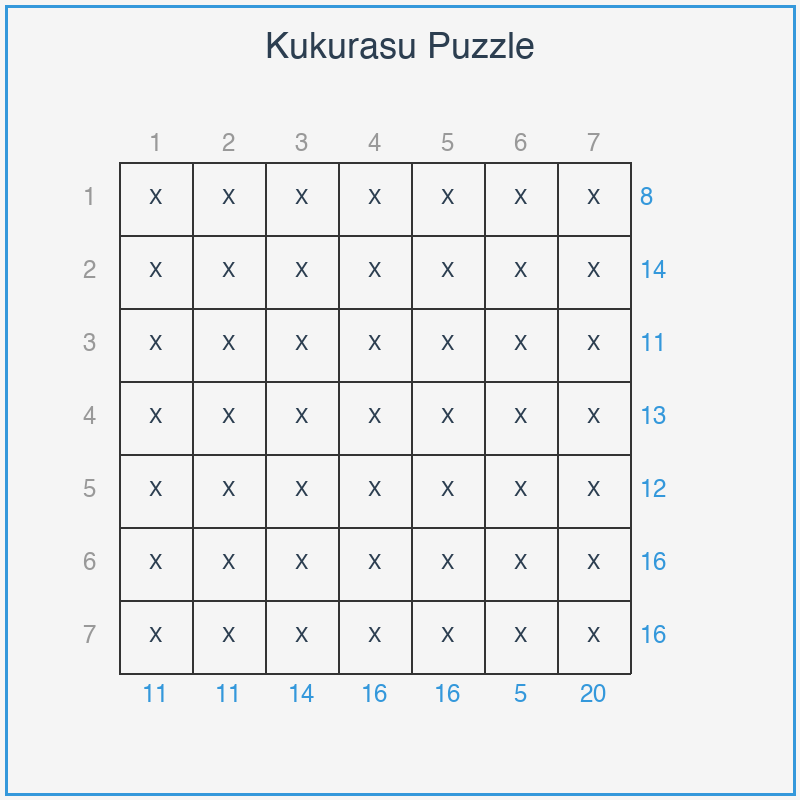 Kukurasu Puzzle
1 2 3 4 5 6 7
1 X X X X X X X 8
2 X X X X X X X 14
3 X X X X X X X 11
4 X X X X X X X 13
5 X X X X X X X 12
6 X X X X X X X 16
7 X X X X X X X 16
11 11 14 16 16 5 20